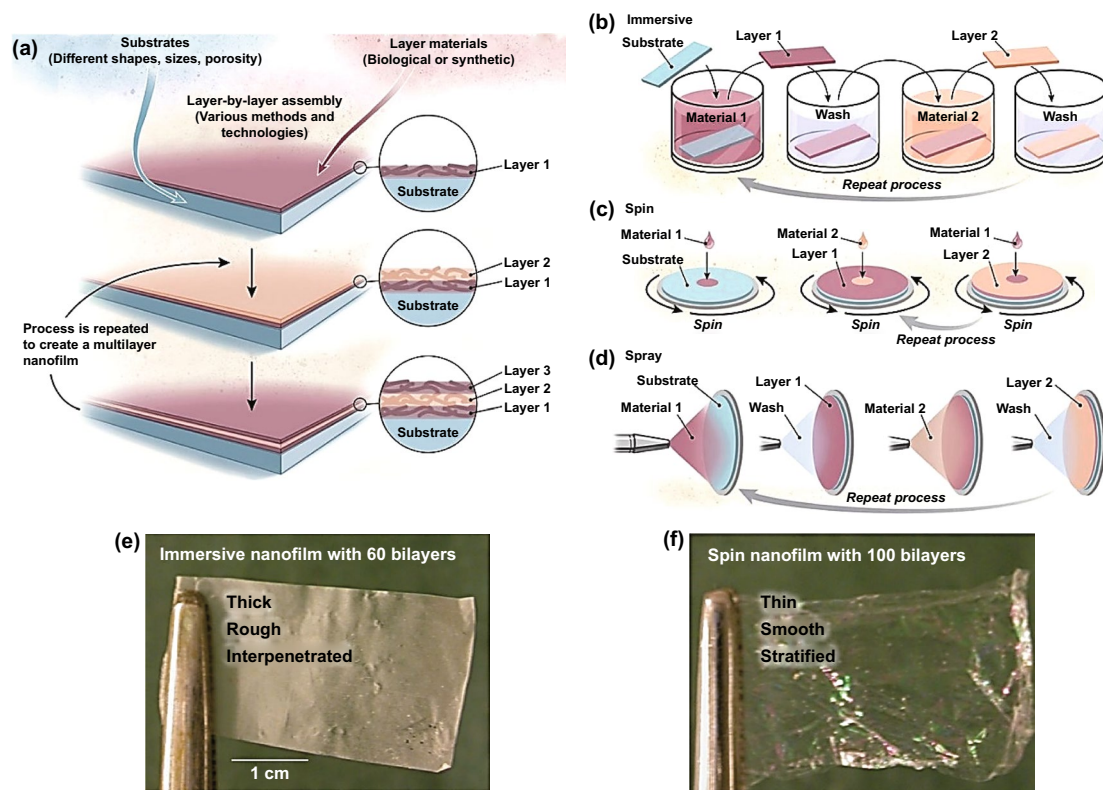 (a)
Substrates
(Different shapes, sizes, porosity)
Layer materials
(Biological or synthetic)
Layer-by-layer assembly
(Various methods and
technologies)
Layer 1
Substrate
Layer 2
Layer 1
Substrate
Process is repeated
to create a multilayer
nanofilm
Layer 3
Layer 2
Layer 1
Substrate
(b) Immersive
Substrate
Layer 1
Layer 2
Material 1
Wash
Material 2
Wash
Repeat process
(c) Spin
Material 1
Substrate
Material 2
Layer 1
Material 1
Layer 2
Spin
Spin
Spin
Repeat process
(d) Spray
Substrate
Material 1
Layer 1
Wash
Material 2
Layer 2
Wash
Repeat process
(e)
Immersive nanofilm with 60 bilayers
Thick
Rough
Interpenetrated
1 cm
(f)
Spin nanofilm with 100 bilayers
Thin
Smooth
Stratified